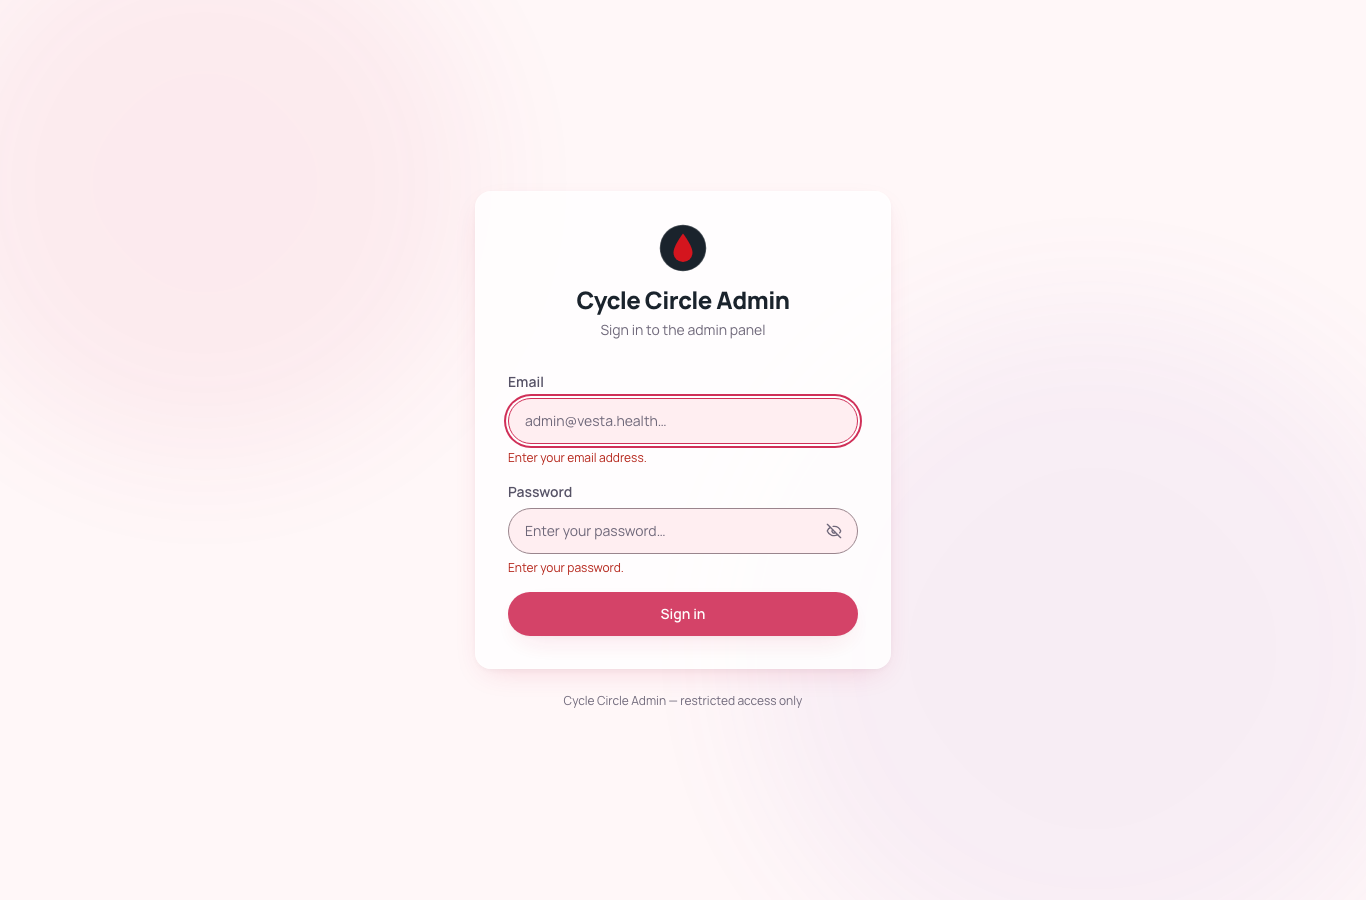 Cycle Circle Admin
Sign in to the admin panel
Email
admin@vesta.health…
Enter your email address.
Password
Enter your password…
Enter your password.
Sign in
Cycle Circle Admin — restricted access only